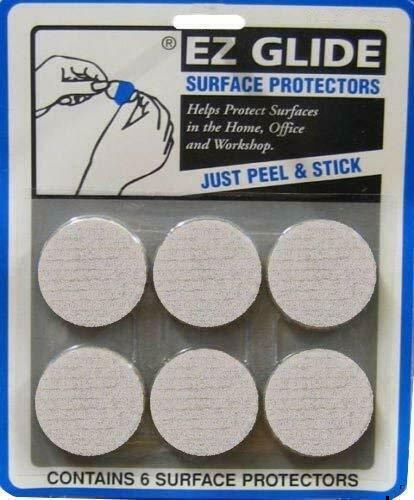 ® EZ GLIDE
SURFACE PROTECTORS
Helps Protect Surfaces
in the Home, Office
and Workshop.
JUST PEEL & STICK
CONTAINS 6 SURFACE PROTECTORS